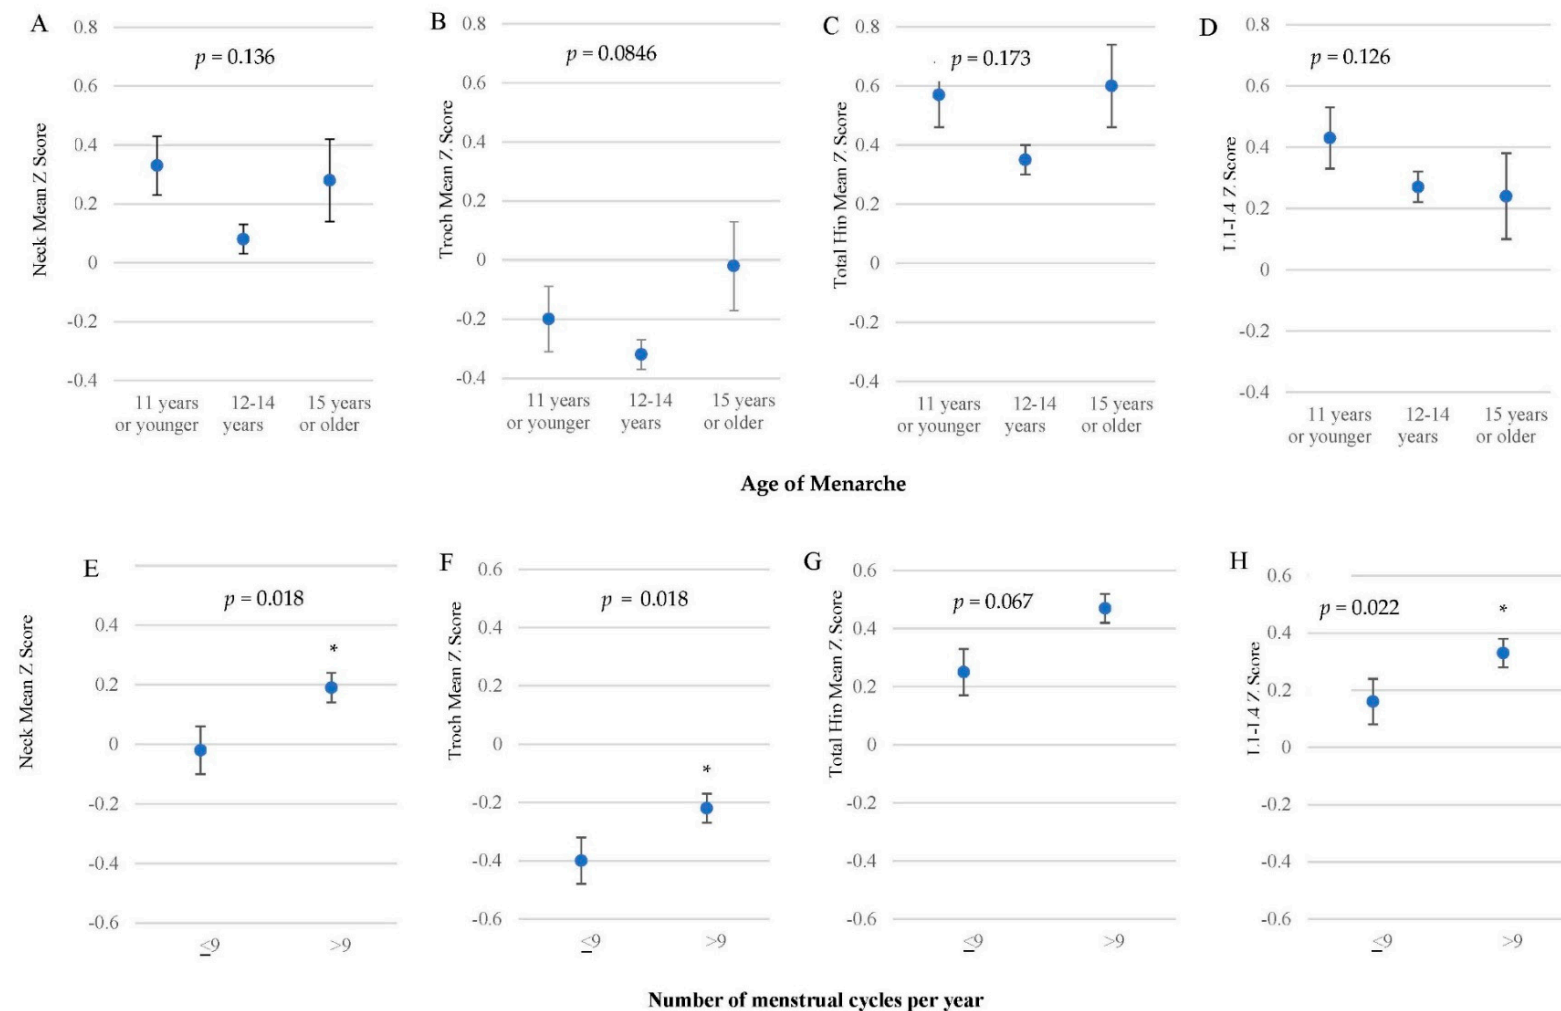 A
0.8
0.6
0.4
0.2
0
-0.2
-0.4
Neck Mean Z Score
p = 0.136
11 years
or younger
12-14
years
15 years
or older
B
0.8
0.6
0.4
0.2
0
-0.2
-0.4
Troch Mean Z Score
p = 0.0846
11 years
or younger
12-14
years
15 years
or older
C
0.8
0.6
0.4
0.2
0
-0.2
-0.4
Total Hip Mean Z Score
p = 0.173
11 years
or younger
12-14
years
15 years
or older
D
0.8
0.6
0.4
0.2
0
-0.2
-0.4
L1-L4 Z Score
p = 0.126
11 years
or younger
12-14
years
15 years
or older
Age of Menarche
E
0.4
0.2
0
-0.2
-0.4
-0.6
Neck Mean Z Score
p = 0.018
*
≤9
>9
F
0.6
0.4
0.2
0
-0.2
-0.4
-0.6
Troch Mean Z Score
p = 0.018
*
≤9
>9
G
0.6
0.4
0.2
0
-0.2
-0.4
-0.6
Total Hip Mean Z Score
p = 0.067
≤9
>9
H
0.6
0.4
0.2
0
-0.2
-0.4
-0.6
L1-L4 Z Score
p = 0.022
*
≤9
>9
Number of menstrual cycles per year